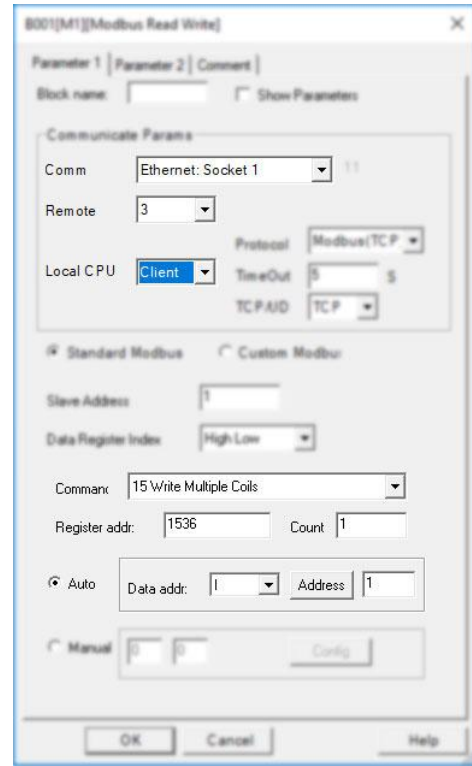 B001[M1][Modbus Read Write]
Parameter 1 Parameter 2 Comment
Block name: Show Parameters
Communicate Params
Comm Ethernet: Socket 1 11
Remote 3
Protocol Modbus(TCP
Local CPU Client TimeOut 5 S
TCP/UD TCP
Standard Modbus Custom Modbu
Slave Address 1
Data Register Index High Low
Comman 15 Write Multiple Coils
Register addr: 1536 Count 1
Auto Data addr: I Address 1
Manual 0 0 Config
OK Cancel Help